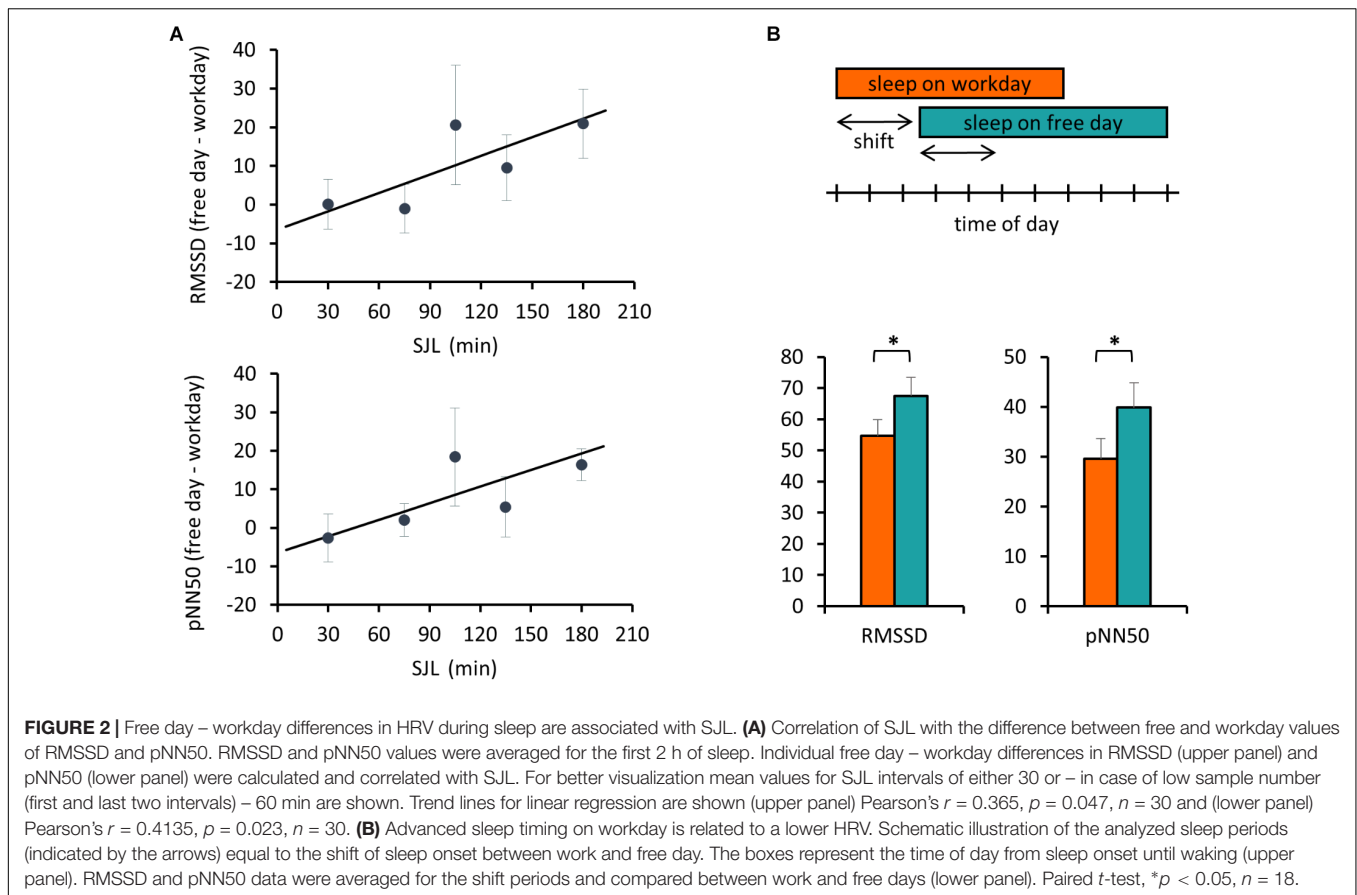 A
40
30
20
10
0
-10
-20
RMSSD (free day - workday)
0 30 60 90 120 150 180 210
SJL (min)
40
30
20
10
0
-10
-20
pNN50 (free day - workday)
0 30 60 90 120 150 180 210
SJL (min)
B
sleep on workday
shift
sleep on free day
time of day
80
70
60
50
40
30
20
10
0
*
RMSSD
50
40
30
20
10
0
*
pNN50
FIGURE 2 | Free day – workday differences in HRV during sleep are associated with SJL. (A) Correlation of SJL with the difference between free and workday values
of RMSSD and pNN50. RMSSD and pNN50 values were averaged for the first 2 h of sleep. Individual free day – workday differences in RMSSD (upper panel) and
pNN50 (lower panel) were calculated and correlated with SJL. For better visualization mean values for SJL intervals of either 30 or – in case of low sample number
(first and last two intervals) – 60 min are shown. Trend lines for linear regression are shown (upper panel) Pearson's r = 0.365, p = 0.047, n = 30 and (lower panel)
Pearson's r = 0.4135, p = 0.023, n = 30. (B) Advanced sleep timing on workday is related to a lower HRV. Schematic illustration of the analyzed sleep periods
(indicated by the arrows) equal to the shift of sleep onset between work and free day. The boxes represent the time of day from sleep onset until waking (upper
panel). RMSSD and pNN50 data were averaged for the shift periods and compared between work and free days (lower panel). Paired t-test, *p < 0.05, n = 18.